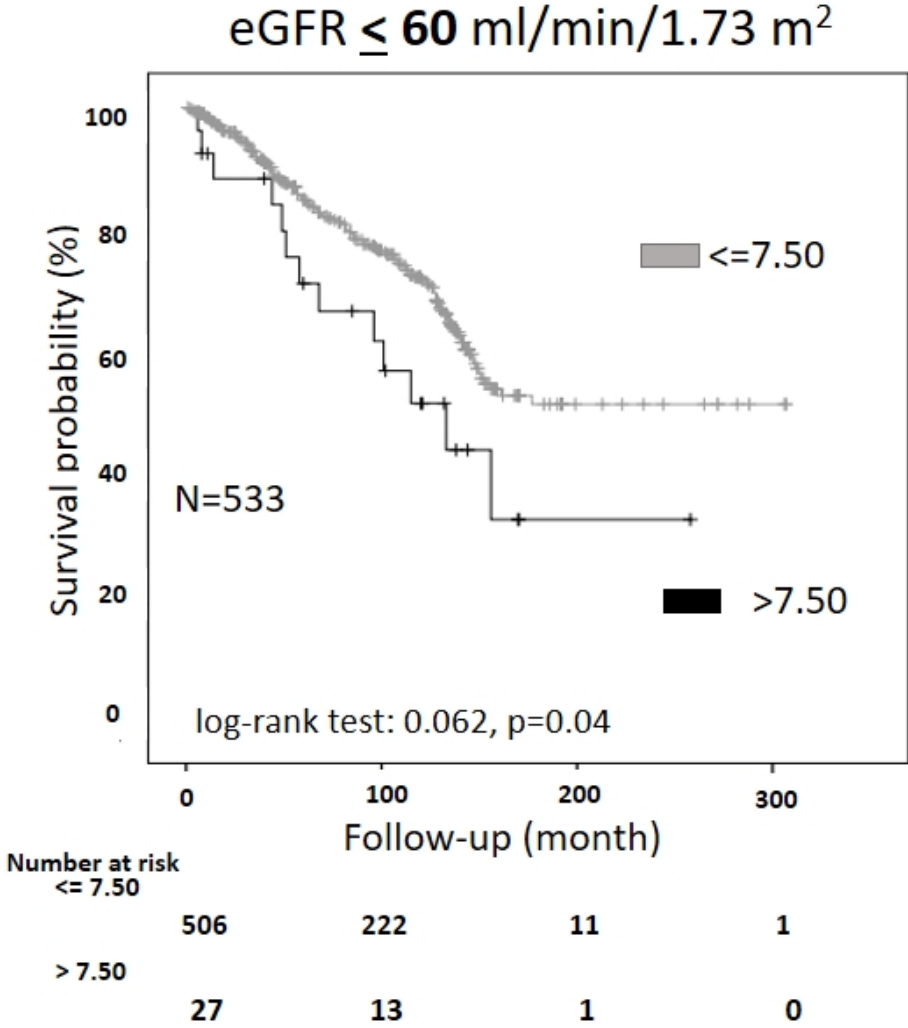 eGFR < 60 ml/min/1.73 m²
100
80
60
40
20
0
Survival probability (%)
<=7.50
N=533
>7.50
log-rank test: 0.062, p=0.04
0 100 200 300
Follow-up (month)
Number at risk
<= 7.50
506 222 11 1
> 7.50
27 13 1 0